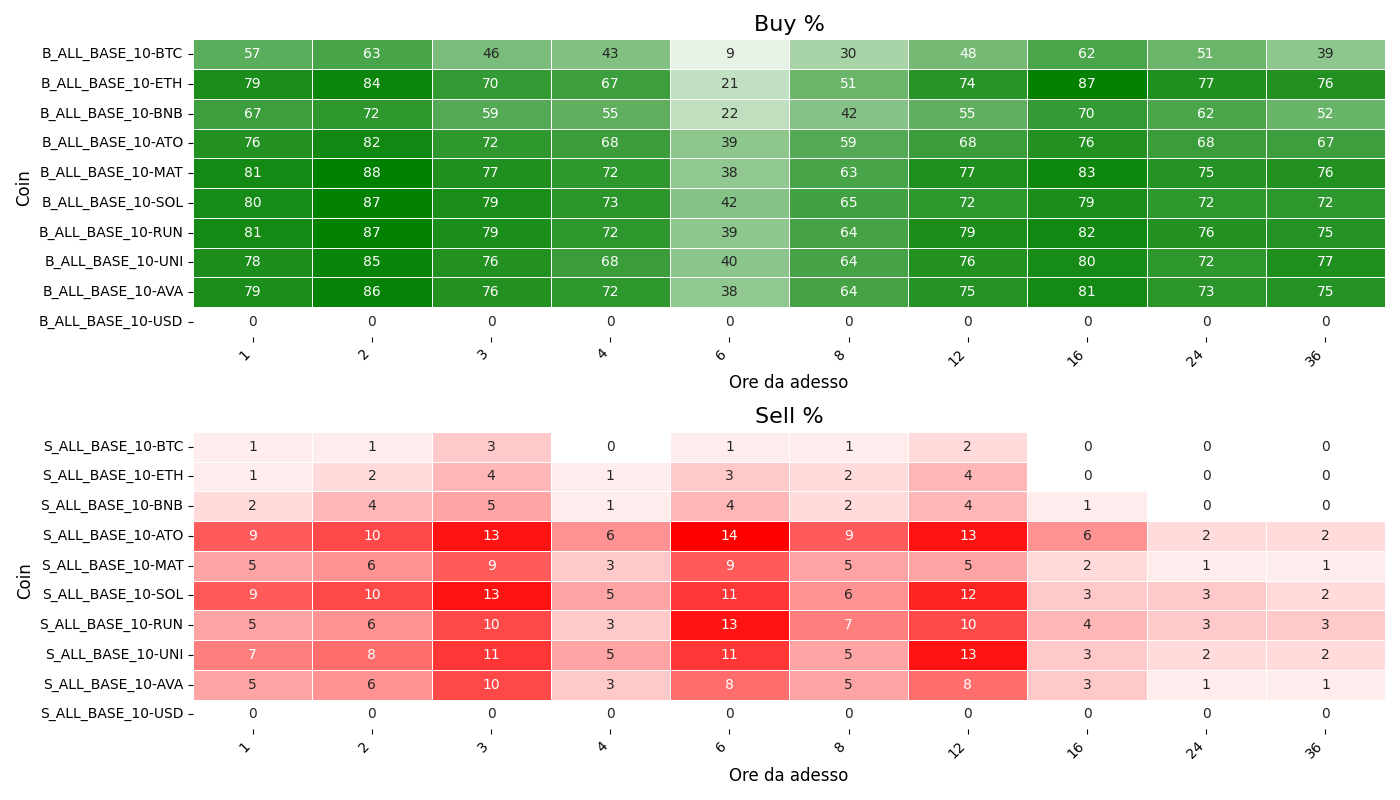 Buy %
Coin
B_ALL_BASE_10-BTC 57 63 46 43 9 30 48 62 51 39
B_ALL_BASE_10-ETH 79 84 70 67 21 51 74 87 77 76
B_ALL_BASE_10-BNB 67 72 59 55 22 42 55 70 62 52
B_ALL_BASE_10-ATO 76 82 72 68 39 59 68 76 68 67
B_ALL_BASE_10-MAT 81 88 77 72 38 63 77 83 75 76
B_ALL_BASE_10-SOL 80 87 79 73 42 65 72 79 72 72
B_ALL_BASE_10-RUN 81 87 79 72 39 64 79 82 76 75
B_ALL_BASE_10-UNI 78 85 76 68 40 64 76 80 72 77
B_ALL_BASE_10-AVA 79 86 76 72 38 64 75 81 73 75
B_ALL_BASE_10-USD 0 0 0 0 0 0 0 0 0 0
1 2 3 4 6 8 12 16 24 36
Ore da adesso
Sell %
Coin
S_ALL_BASE_10-BTC 1 1 3 0 1 1 2 0 0 0
S_ALL_BASE_10-ETH 1 2 4 1 3 2 4 0 0 0
S_ALL_BASE_10-BNB 2 4 5 1 4 2 4 1 0 0
S_ALL_BASE_10-ATO 9 10 13 6 14 9 13 6 2 2
S_ALL_BASE_10-MAT 5 6 9 3 9 5 5 2 1 1
S_ALL_BASE_10-SOL 9 10 13 5 11 6 12 3 3 2
S_ALL_BASE_10-RUN 5 6 10 3 13 7 10 4 3 3
S_ALL_BASE_10-UNI 7 8 11 5 11 5 13 3 2 2
S_ALL_BASE_10-AVA 5 6 10 3 8 5 8 3 1 1
S_ALL_BASE_10-USD 0 0 0 0 0 0 0 0 0 0
1 2 3 4 6 8 12 16 24 36
Ore da adesso